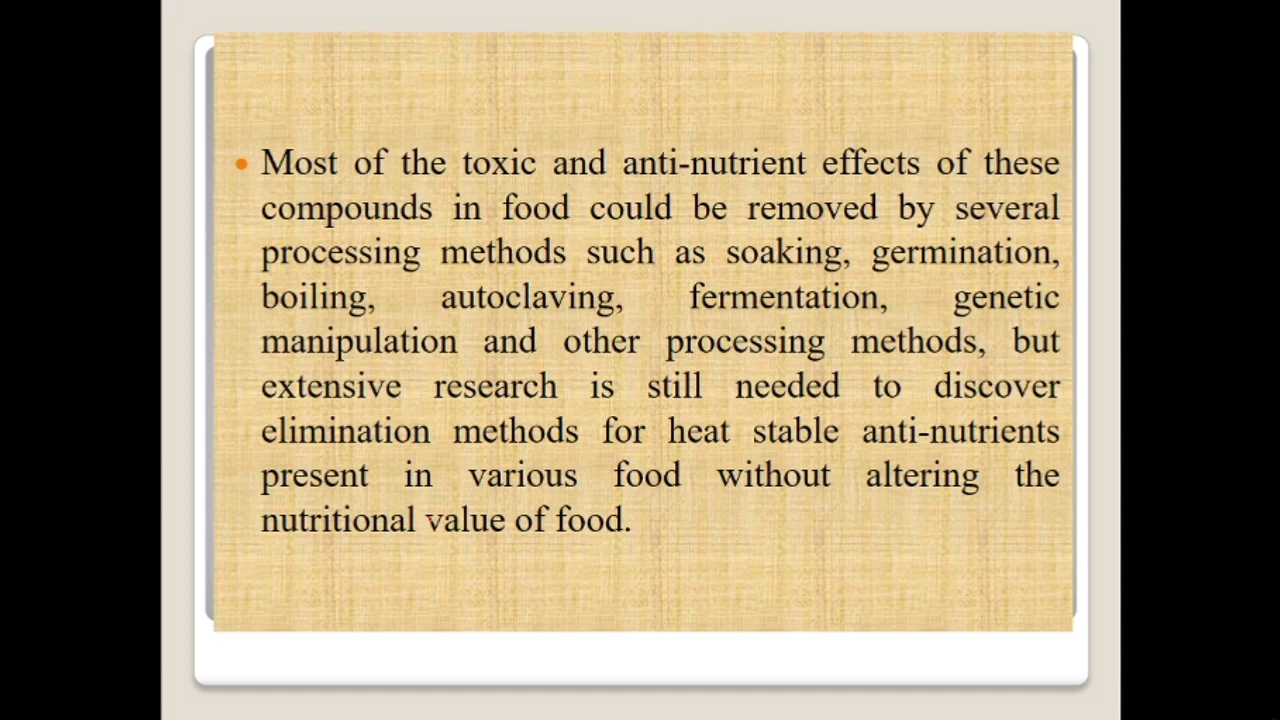 • Most of the toxic and anti-nutrient effects of these
compounds in food could be removed by several
processing methods such as soaking, germination,
boiling, autoclaving, fermentation, genetic
manipulation and other processing methods, but
extensive research is still needed to discover
elimination methods for heat stable anti-nutrients
present in various food without altering the
nutritional value of food.